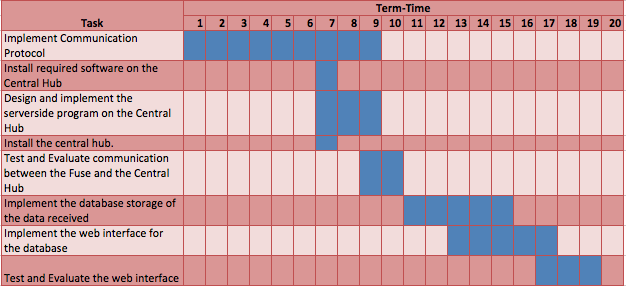 Term-Time
Task 1 2 3 4 5 6 7 8 9 10 11 12 13 14 15 16 17 18 19 20
Implement Communication
Protocol
Install required software on the
Central Hub
Design and implement the
serverside program on the Central
Hub
Install the central hub.
Test and Evaluate communication
between the Fuse and the Central
Hub
Implement the database storage of
the data received
Implement the web interface for
the database
Test and Evaluate the web interface